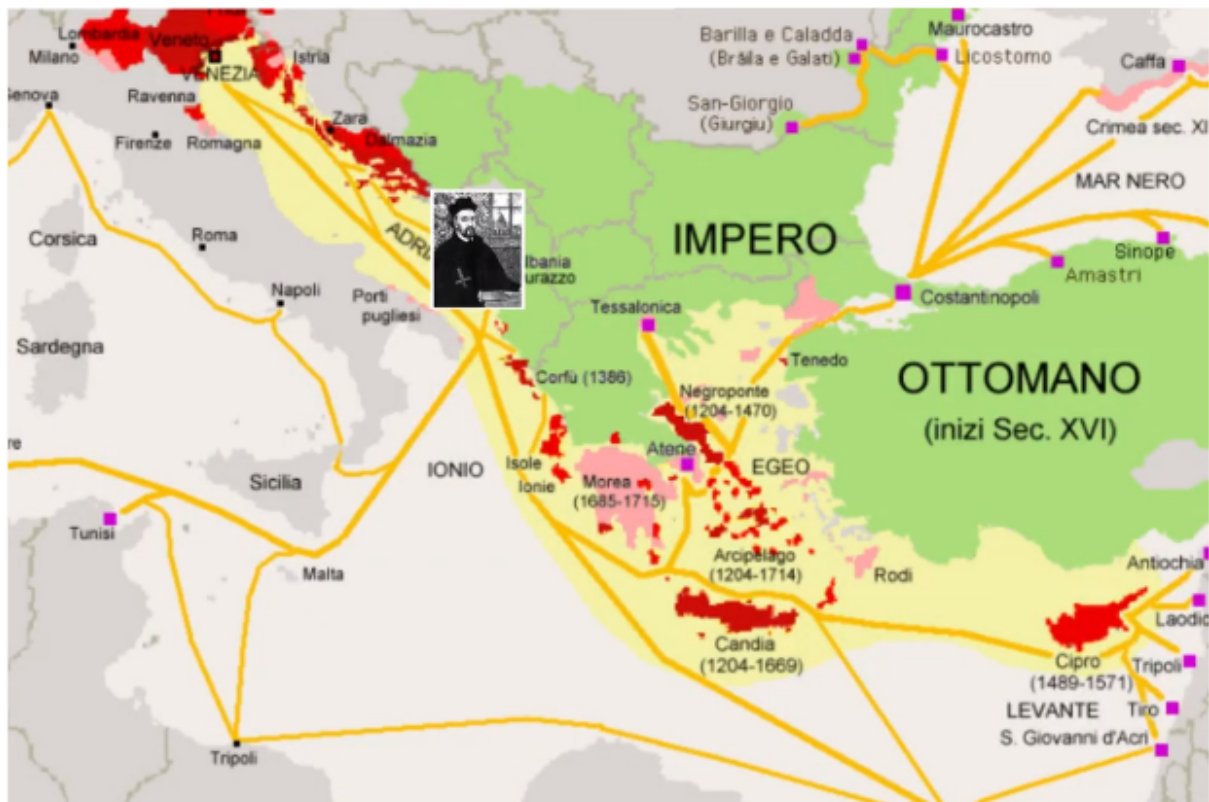 Lombardia
Milano
Veneto
VENEZIA
Istria
Genova
Ravenna
Firenze
Romagna
Zara
Dalmazia
Barilla e Caladda
(Brăila e Galati)
San-Giorgio
(Giurgiu)
Maurocastro
Licostomo
Caffa
Crimea sec. XI
MAR NERO
Sinope
Amastri
Costantinopoli
Corsica
Roma
ADRIA
lbania
urazzo
IMPERO
Napoli
Porti
pugliesi
Tessalonica
Sardegna
Tenedo
OTTOMANO
(inizi Sec. XVI)
Corfù (1386)
Negroponte
(1204-1470)
re
Atene
EGEO
IONIO
Isole
Ionie
Morea
(1685-1715)
Sicilia
Tunisi
Malta
Arcipelago
(1204-1714)
Rodi
Antiochia
Laodic
Candia
(1204-1669)
Cipro
(1489-1571)
Tripoli
LEVANTE
Tiro
S. Giovanni d'Acri
Tripoli